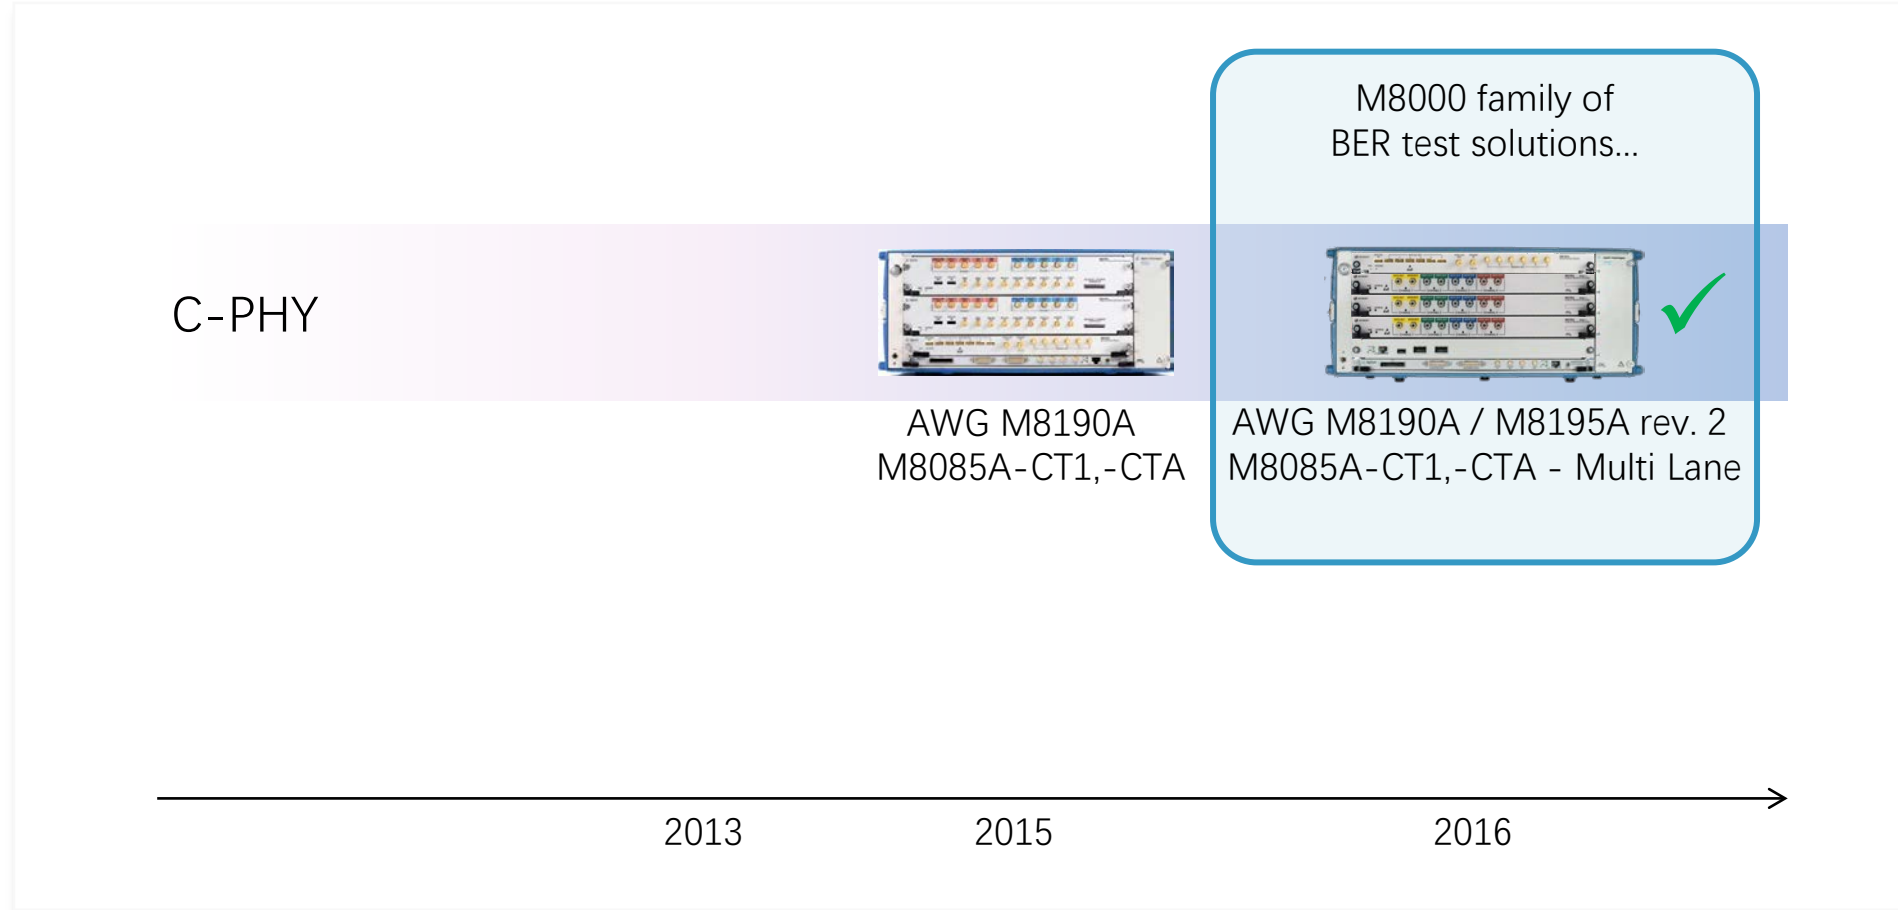 M8000 family of
BER test solutions...
C-PHY
AWG M8190A
M8085A-CT1,-CTA
AWG M8190A / M8195A rev. 2
M8085A-CT1,-CTA - Multi Lane
2013
2015
2016